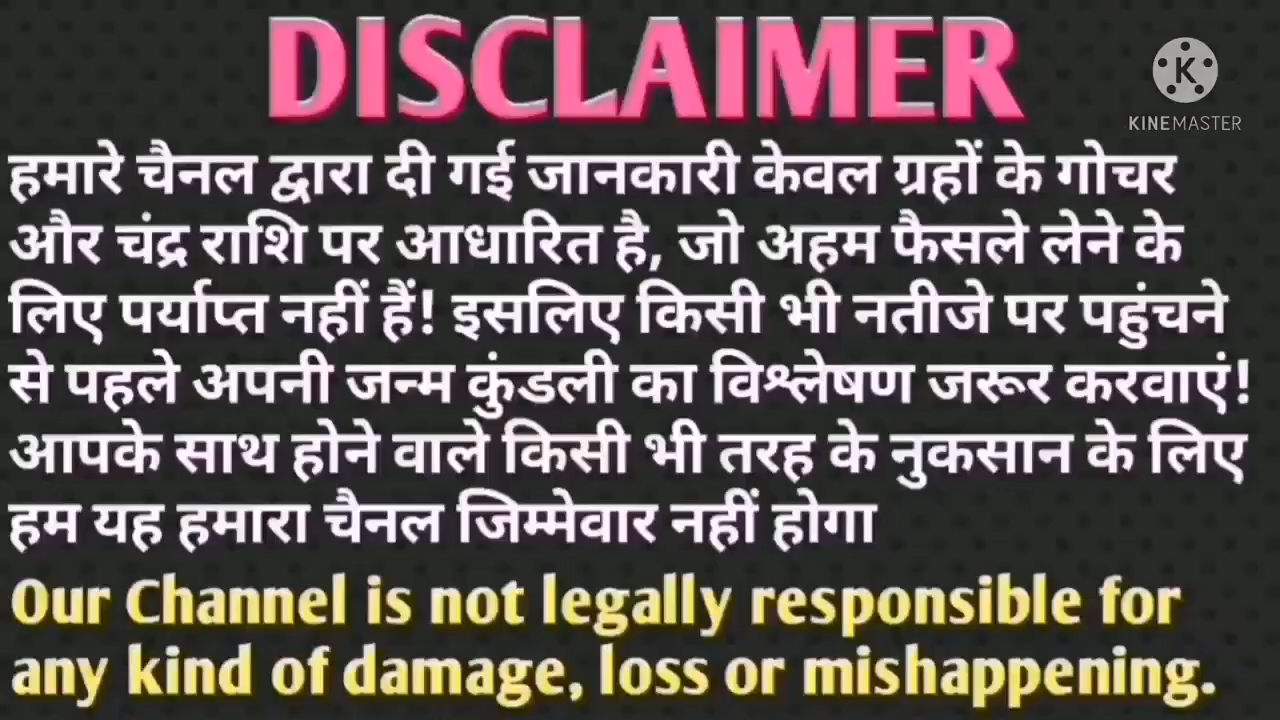 DISCLAIMER
KINEMASTER
हमारे चैनल द्वारा दी गई जानकारी केवल ग्रहों के गोचर
और चंद्र राशि पर आधारित है, जो अहम फैसले लेने के
लिए पर्याप्त नहीं हैं! इसलिए किसी भी नतीजे पर पहुंचने
से पहले अपनी जन्म कुंडली का विश्लेषण जरूर करवाएं!
आपके साथ होने वाले किसी भी तरह के नुकसान के लिए
हम यह हमारा चैनल जिम्मेवार नहीं होगा
Our Channel is not legally responsible for
any kind of damage, loss or mishappening.